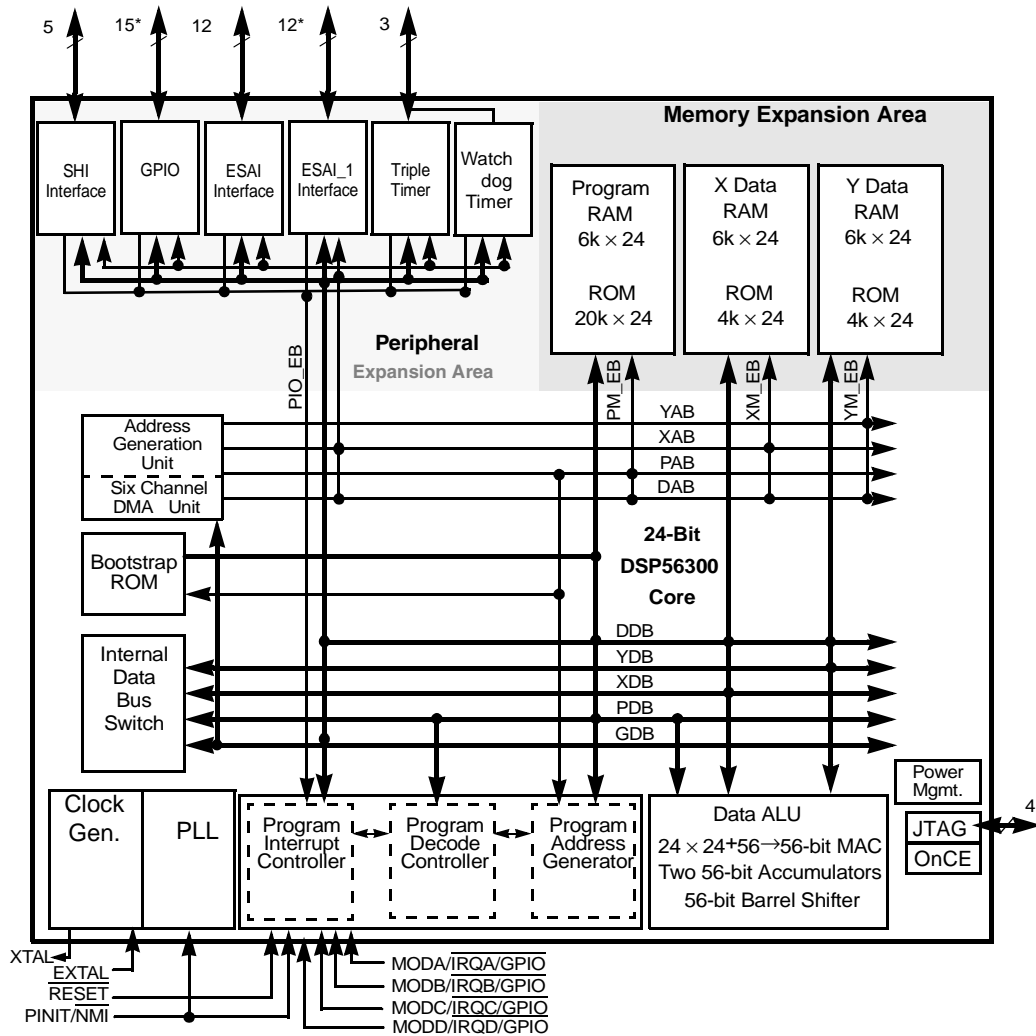 5 15* 12 12* 3
Memory Expansion Area
SHI
Interface
GPIO
ESAI
Interface
ESAI_1
Interface
Triple
Timer
Watch
dog
Timer
Program
RAM
6k × 24
ROM
20k × 24
X Data
RAM
6k × 24
ROM
4k × 24
Y Data
RAM
6k × 24
ROM
4k × 24
Peripheral
Expansion Area
PIO_EB
PM_EB
XM_EB
YM_EB
Address
Generation
Unit
Six Channel
DMA Unit
YAB
XAB
PAB
DAB
24-Bit
DSP56300
Core
Bootstrap
ROM
Internal
Data
Bus
Switch
DDB
YDB
XDB
PDB
GDB
Power
Mgmt.
JTAG
OnCE
4
Clock
Gen.
PLL
Program
Interrupt
Controller
Program
Decode
Controller
Program
Address
Generator
Data ALU
24 × 24+56→56-bit MAC
Two 56-bit Accumulators
56-bit Barrel Shifter
XTAL
EXTAL
RESET
PINIT/NMI
MODA/IRQA/GPIO
MODB/IRQB/GPIO
MODC/IRQC/GPIO
MODD/IRQD/GPIO